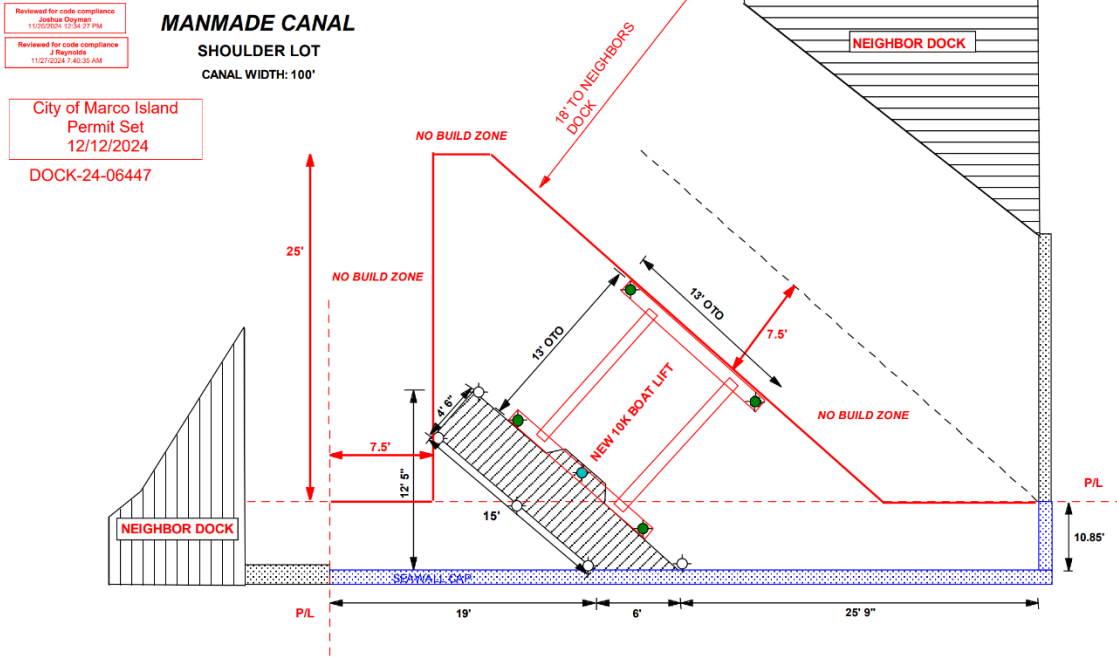 Reviewed for code compliance
Joshua Ooyman
11/26/2024 12:34:27 PM
Reviewed for code compliance
J Reynolds
11/27/2024 7:40:35 AM
MANMADE CANAL
SHOULDER LOT
CANAL WIDTH: 100'
City of Marco Island
Permit Set
12/12/2024
DOCK-24-06447
NEIGHBOR DOCK
18' TO NEIGHBORS
DOCK
NO BUILD ZONE
25'
NO BUILD ZONE
13' OTO
13' OTO
7.5'
NEW 10K BOAT LIFT
NO BUILD ZONE
4' 6"
7.5'
12' 5"
15'
P/L
NEIGHBOR DOCK
10.85'
SEAWALL CAP
P/L
19'
6'
25' 9"